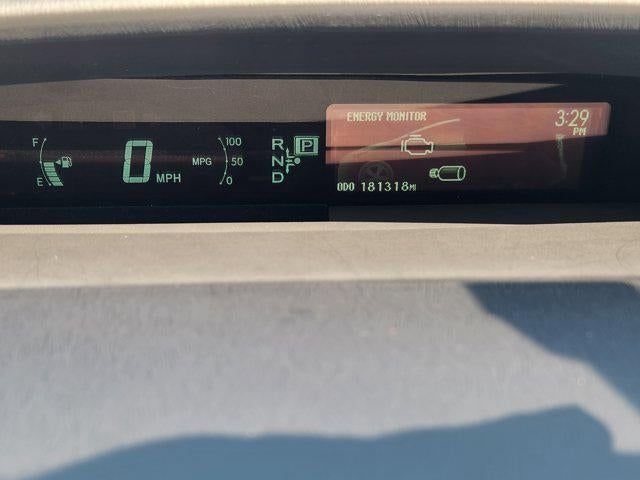 F
E
0 MPH
100
MPG 50
0
R P
N
D
ENERGY MONITOR
3:29
PM
ODO 181318MI